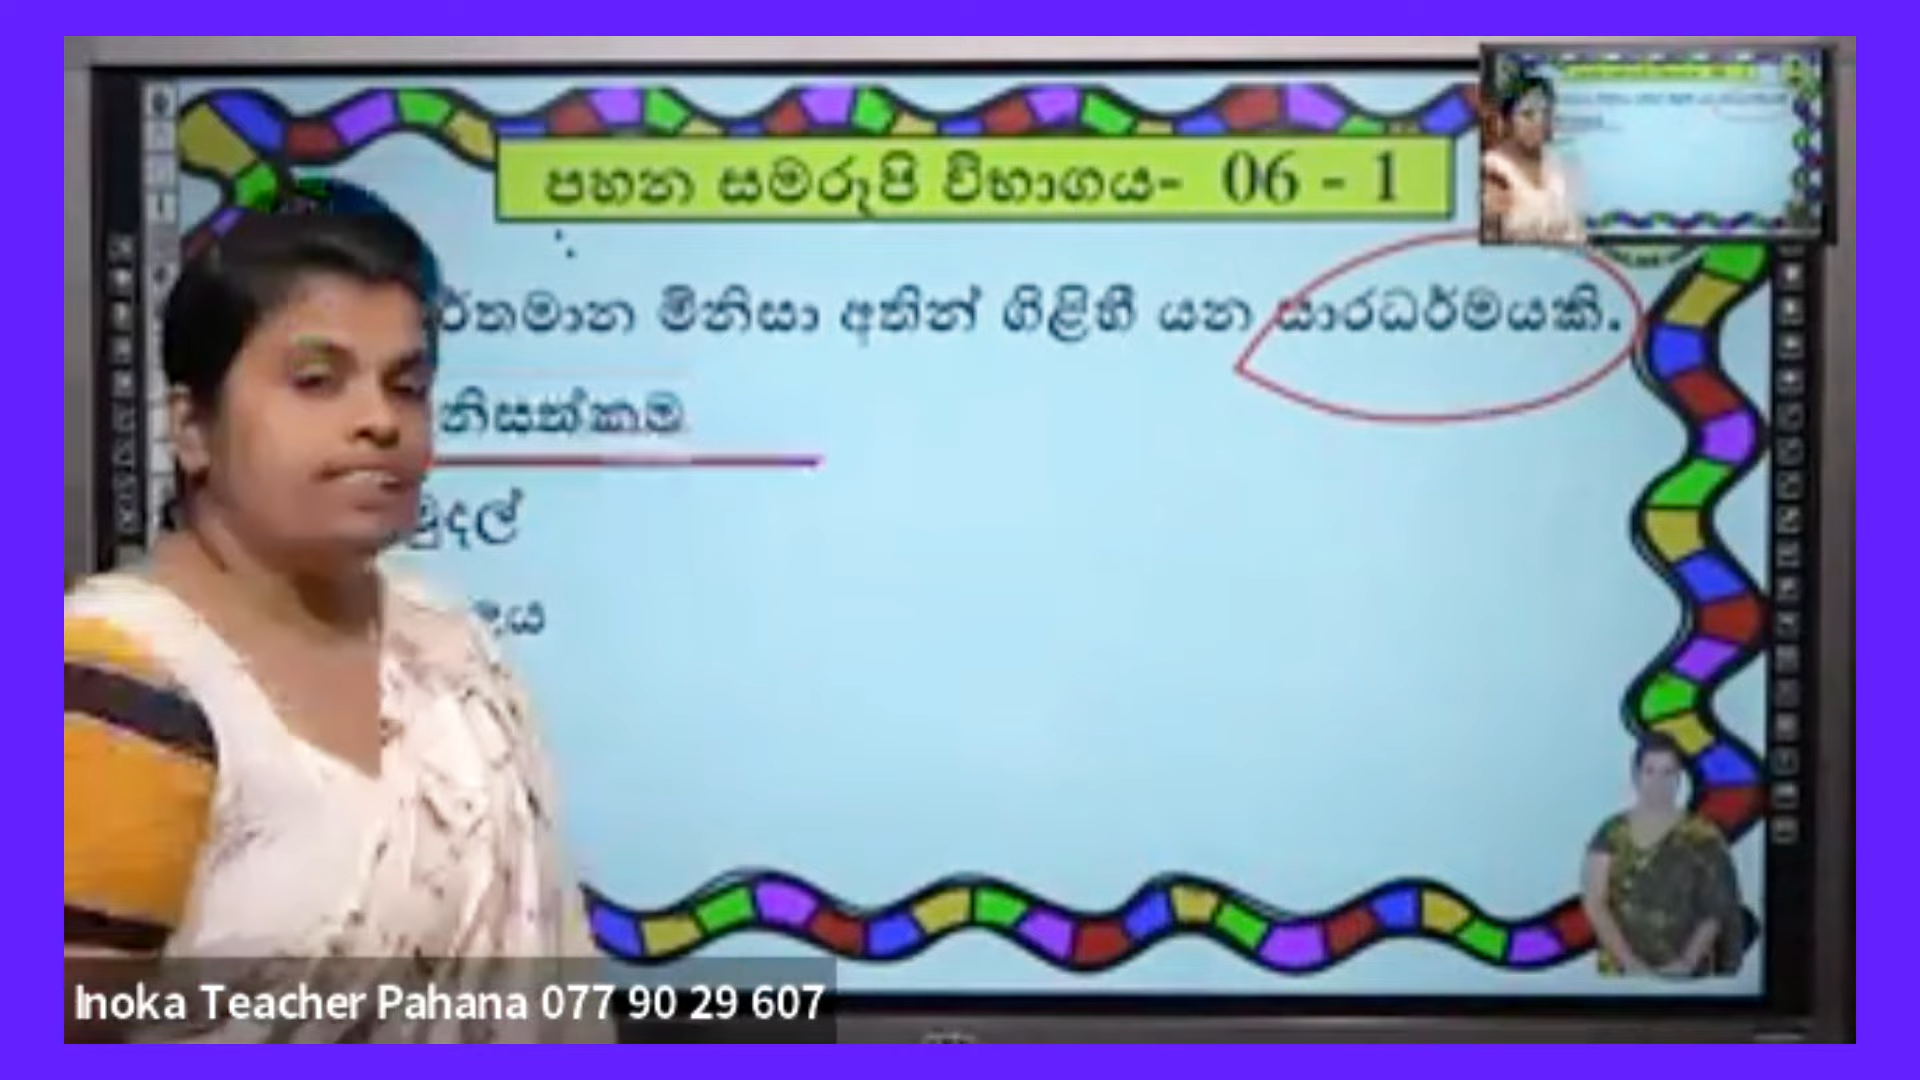 පහන සමරූපී විභාගය- 06 - 1
ර්තමාන මිනිසා අතින් ගිළිහී යන සාරධර්මයකි.
නිසත්කම
මුදල්
Inoka Teacher Pahana 077 90 29 607